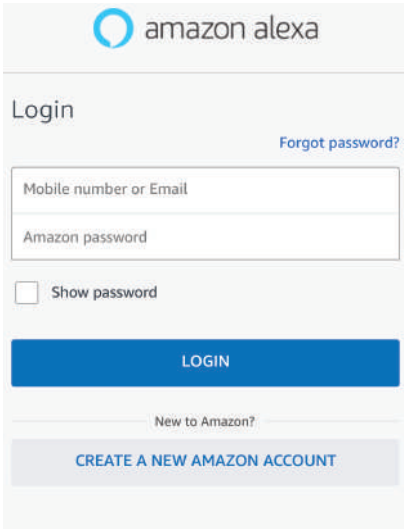 amazon alexa
Login
Forgot password?
Mobile number or Email
Amazon password
Show password
LOGIN
New to Amazon?
CREATE A NEW AMAZON ACCOUNT